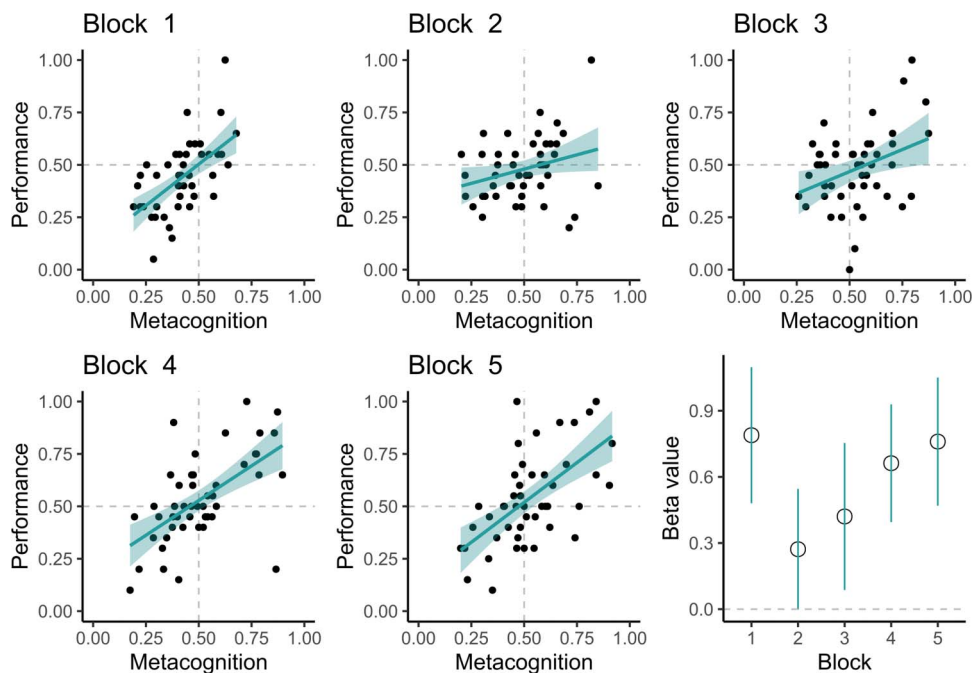 Block 1
Block 2
Block 3
Performance
1.00
0.75
0.50
0.25
0.00
0.00 0.25 0.50 0.75 1.00
Metacognition
Performance
1.00
0.75
0.50
0.25
0.00
0.00 0.25 0.50 0.75 1.00
Metacognition
Performance
1.00
0.75
0.50
0.25
0.00
0.00 0.25 0.50 0.75 1.00
Metacognition
Block 4
Block 5
Performance
1.00
0.75
0.50
0.25
0.00
0.00 0.25 0.50 0.75 1.00
Metacognition
Performance
1.00
0.75
0.50
0.25
0.00
0.00 0.25 0.50 0.75 1.00
Metacognition
Beta value
0.9
0.6
0.3
0.0
1 2 3 4 5
Block